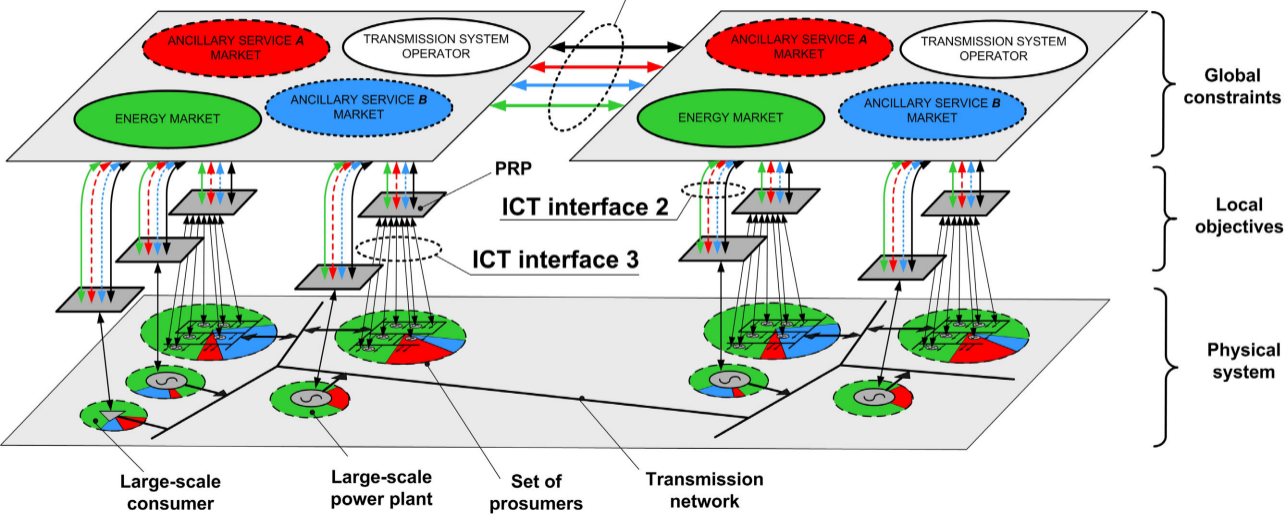 ANCILLARY SERVICE A
MARKET
TRANSMISSION SYSTEM
OPERATOR
ENERGY MARKET
ANCILLARY SERVICE B
MARKET
ANCILLARY SERVICE A
MARKET
TRANSMISSION SYSTEM
OPERATOR
ENERGY MARKET
ANCILLARY SERVICE B
MARKET
Global
constraints
PRP
ICT interface 2
ICT interface 3
Local
objectives
Physical
system
Large-scale
consumer
Large-scale
power plant
Set of
prosumers
Transmission
network